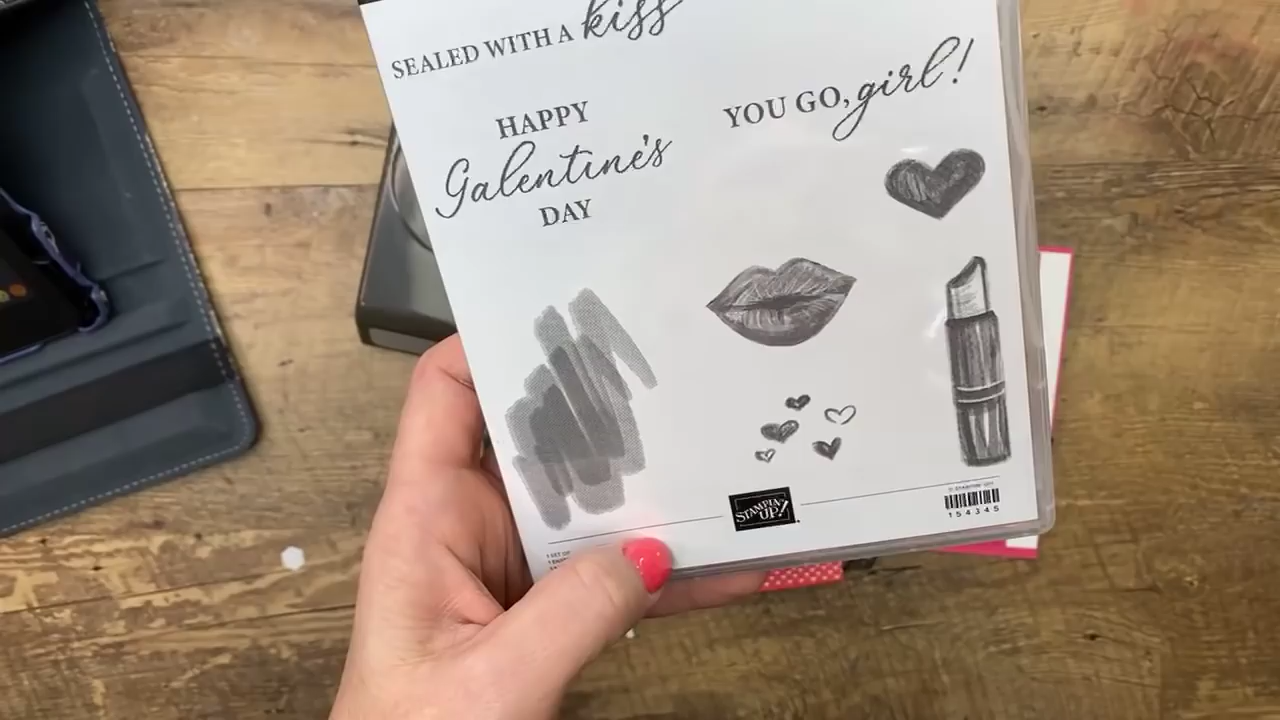 SEALED WITH A kiss
HAPPY
Galentine's
DAY
YOU GO, girl!
STAMPIN' UP!
154345